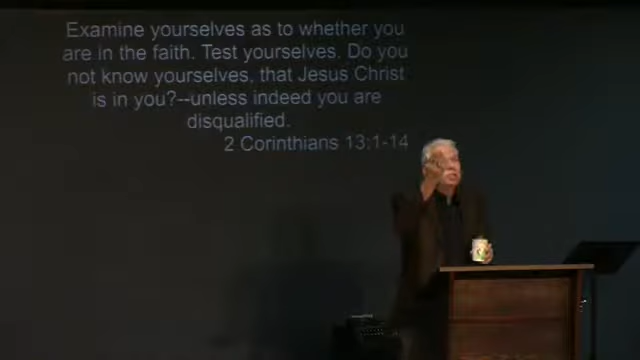 Examine yourselves as to whether you
are in the faith. Test yourselves. Do you
not know yourselves, that Jesus Christ
is in you?--unless indeed you are
disqualified.
2 Corinthians 13:1-14